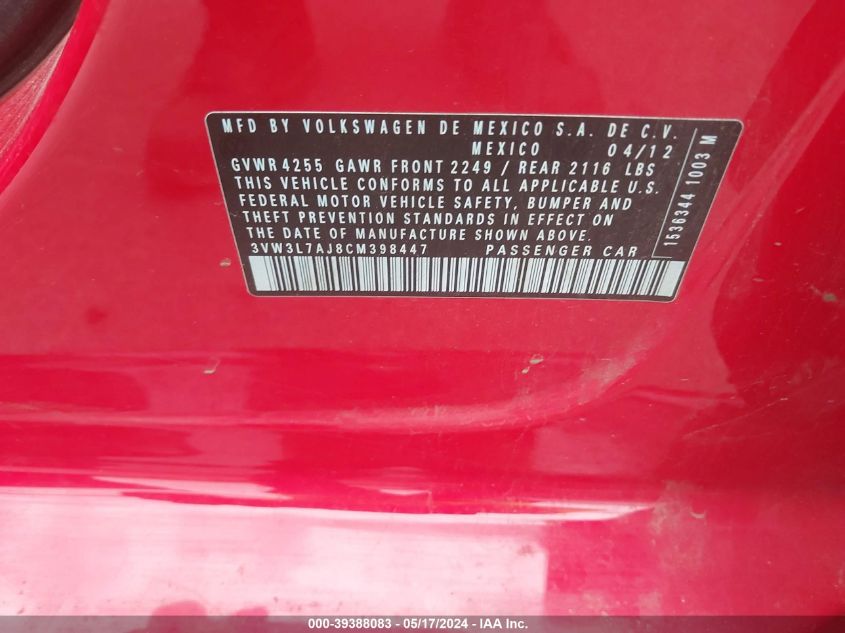 MFD BY VOLKSWAGEN DE MEXICO S.A. DE C.V.
MEXICO 04/12
GVWR 4255 GAWR FRONT 2249 / REAR 2116 LBS
THIS VEHICLE CONFORMS TO ALL APPLICABLE U.S.
FEDERAL MOTOR VEHICLE SAFETY, BUMPER AND
THEFT PREVENTION STANDARDS IN EFFECT ON
THE DATE OF MANUFACTURE SHOWN ABOVE.
3VW3L7AJ8CM398447 PASSENGER CAR
1536344 1003 M
000-39388083 - 05/17/2024 - IAA Inc.